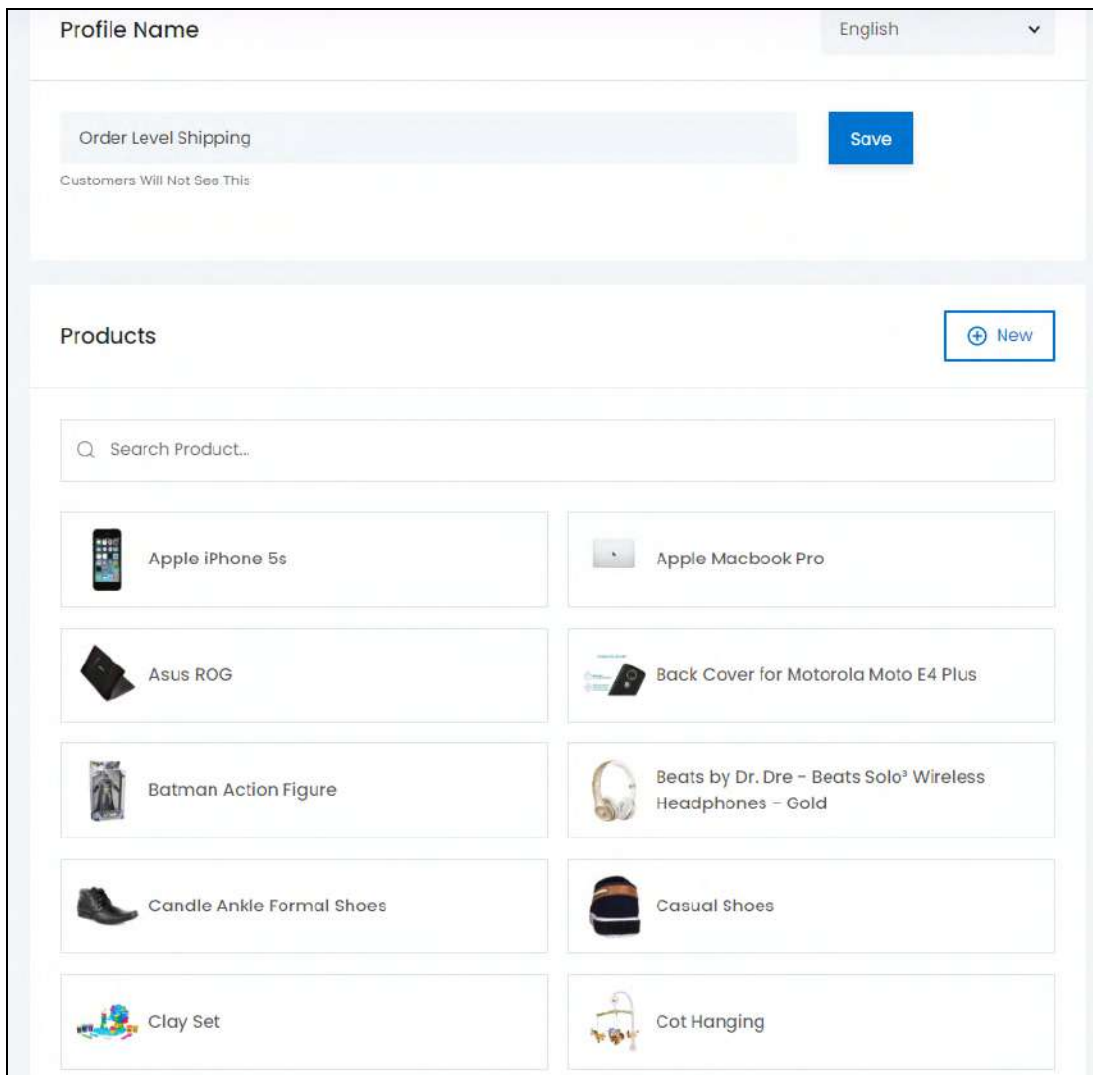 Profile Name
English
Order Level Shipping
Save
Customers Will Not See This
Products
New
Search Product...
Apple iPhone 5s
Apple Macbook Pro
Asus ROG
Back Cover for Motorola Moto E4 Plus
Batman Action Figure
Beats by Dr. Dre - Beats Solo³ Wireless
Headphones - Gold
Candle Ankle Formal Shoes
Casual Shoes
Clay Set
Cot Hanging